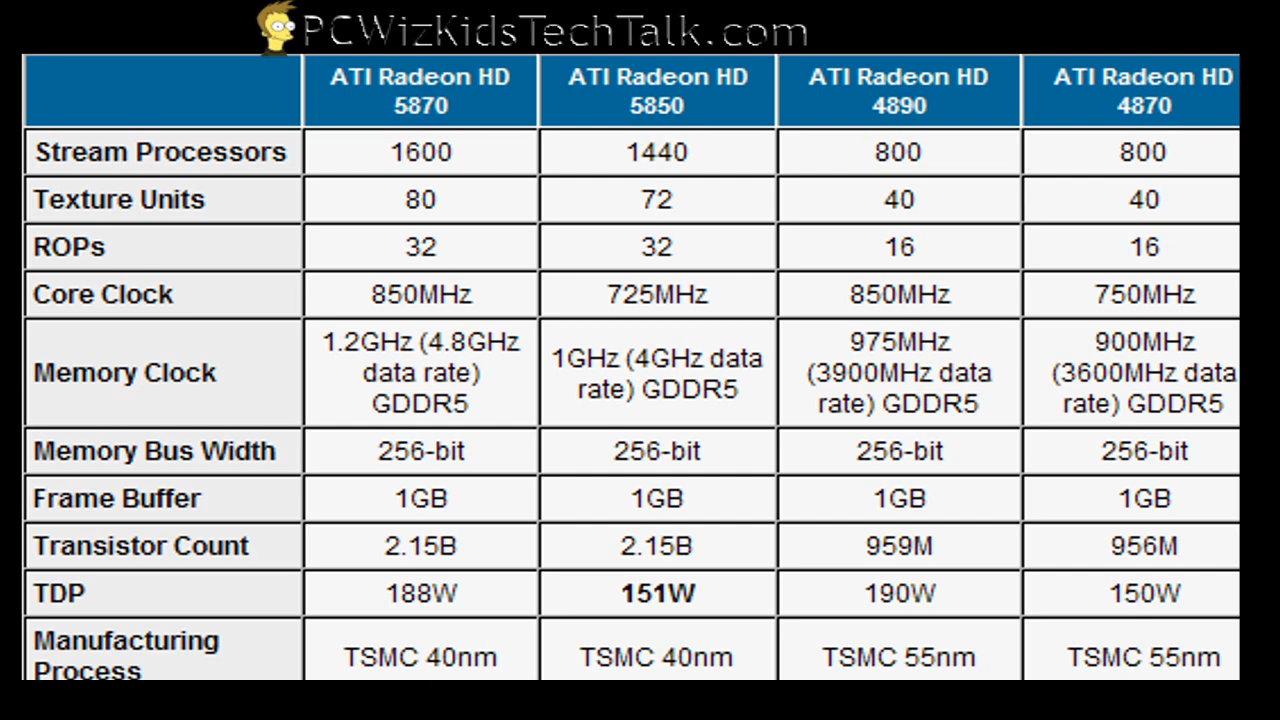 PCWizKidsTechTalk.com
ATI Radeon HD 5870 ATI Radeon HD 5850 ATI Radeon HD 4890 ATI Radeon HD 4870
Stream Processors 1600 1440 800 800
Texture Units 80 72 40 40
ROPs 32 32 16 16
Core Clock 850MHz 725MHz 850MHz 750MHz
Memory Clock 1.2GHz (4.8GHz data rate) GDDR5 1GHz (4GHz data rate) GDDR5 975MHz (3900MHz data rate) GDDR5 900MHz (3600MHz data rate) GDDR5
Memory Bus Width 256-bit 256-bit 256-bit 256-bit
Frame Buffer 1GB 1GB 1GB 1GB
Transistor Count 2.15B 2.15B 959M 956M
TDP 188W 151W 190W 150W
Manufacturing Process TSMC 40nm TSMC 40nm TSMC 55nm TSMC 55nm